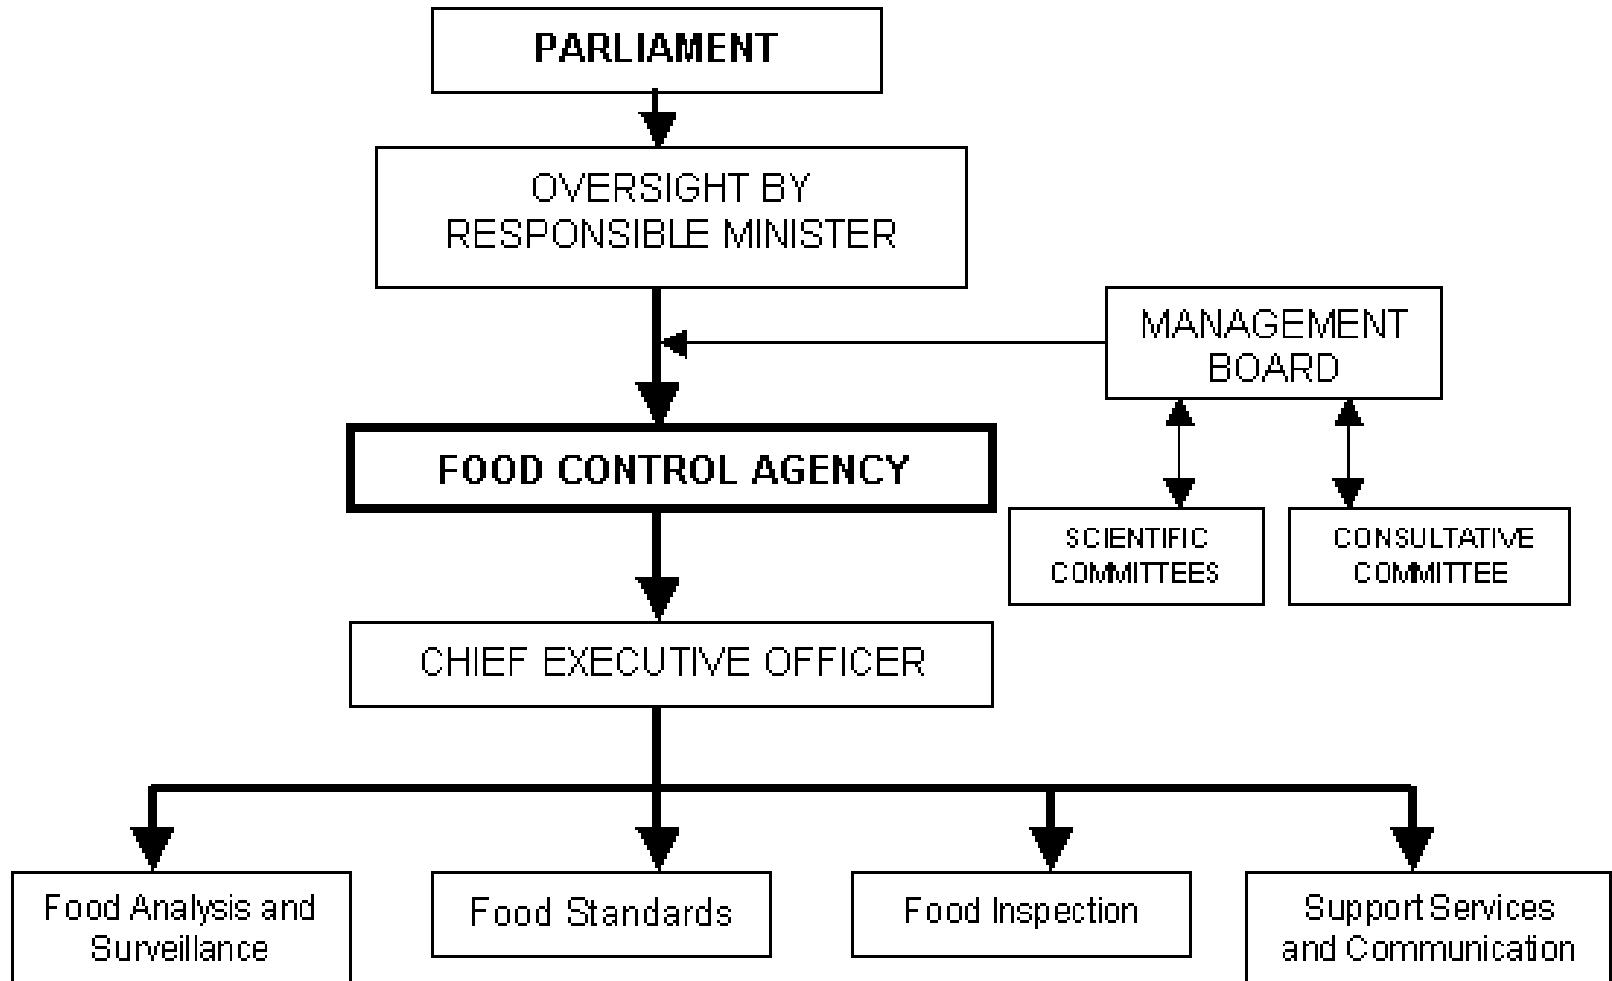 PARLIAMENT
OVERSIGHT BY
RESPONSIBLE MINISTER
MANAGEMENT
BOARD
FOOD CONTROL AGENCY
SCIENTIFIC
COMMITTEES
CONSULTATIVE
COMMITTEE
CHIEF EXECUTIVE OFFICER
Food Analysis and
Surveillance
Food Standards
Food Inspection
Support Services
and Communication